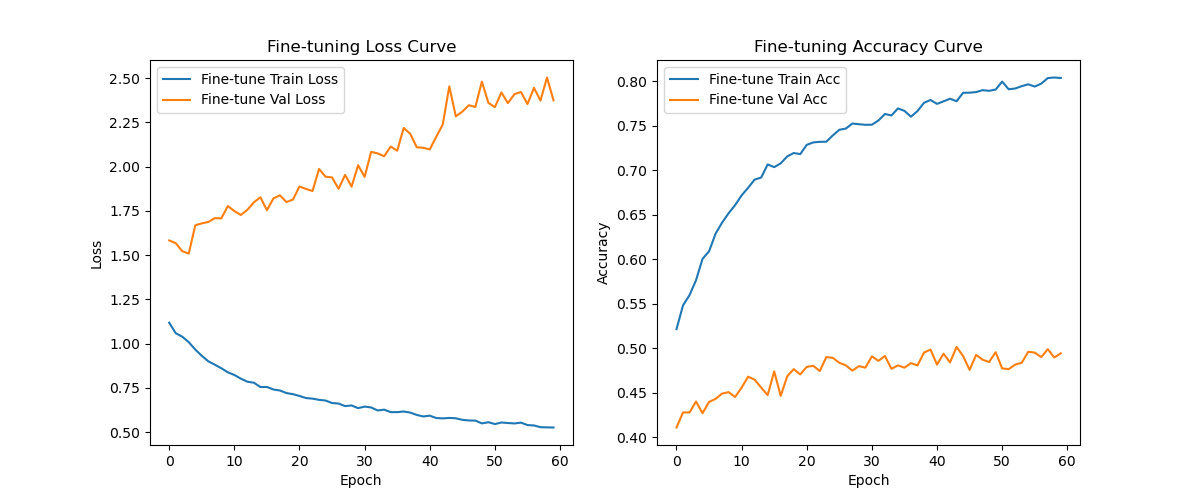 Fine-tuning Loss Curve
Fine-tune Train Loss
Fine-tune Val Loss
2.50
2.25
2.00
1.75
1.50
1.25
1.00
0.75
0.50
Loss
0 10 20 30 40 50 60
Epoch
Fine-tuning Accuracy Curve
Fine-tune Train Acc
Fine-tune Val Acc
0.80
0.75
0.70
0.65
0.60
0.55
0.50
0.45
0.40
Accuracy
0 10 20 30 40 50 60
Epoch